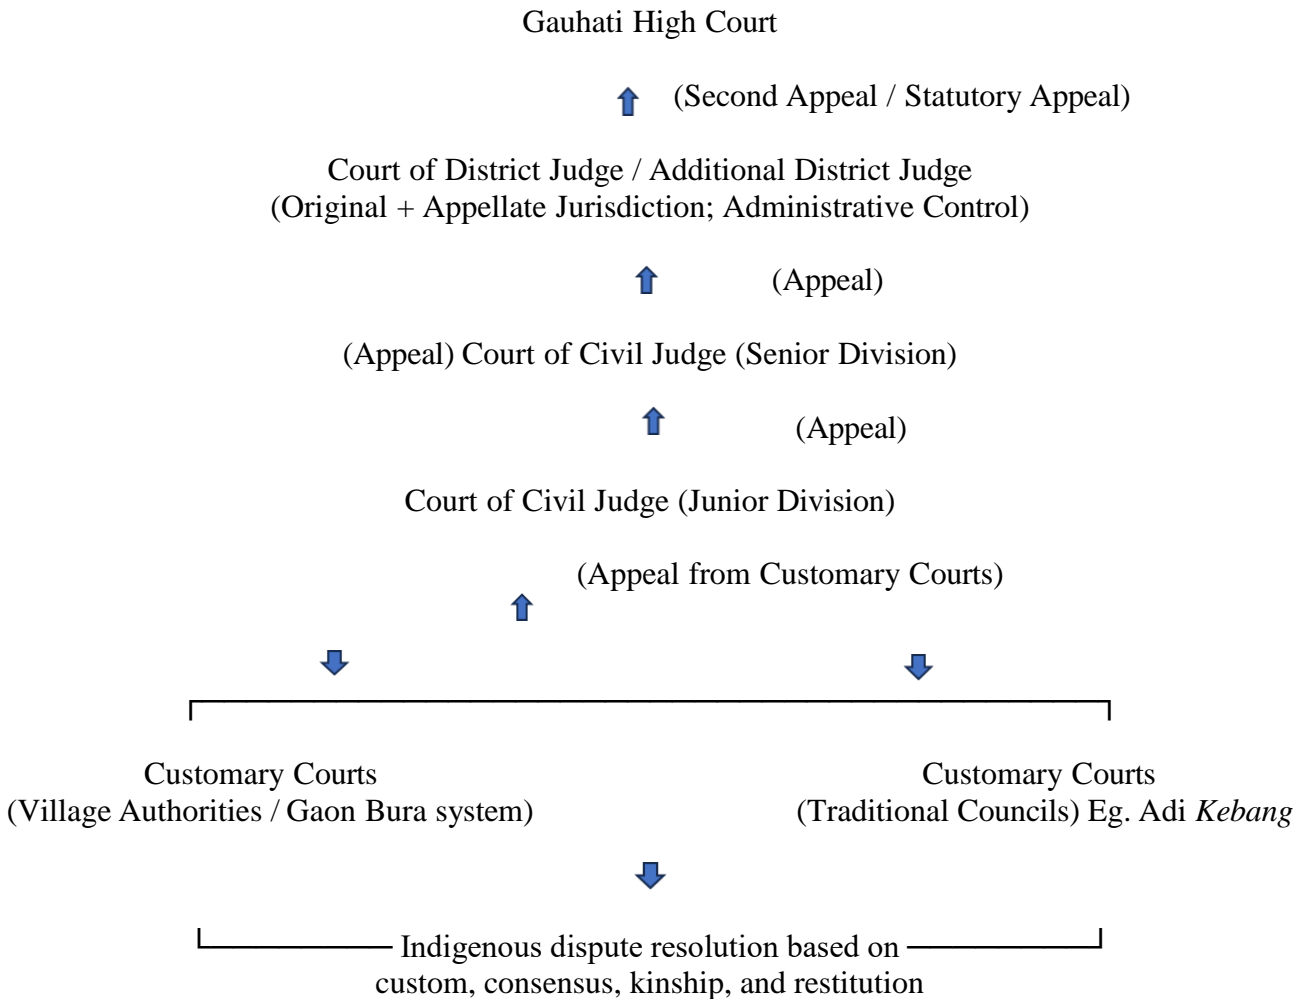 Gauhati High Court
(Second Appeal / Statutory Appeal)
Court of District Judge / Additional District Judge
(Original + Appellate Jurisdiction; Administrative Control)
(Appeal)
(Appeal) Court of Civil Judge (Senior Division)
(Appeal)
Court of Civil Judge (Junior Division)
(Appeal from Customary Courts)
Customary Courts
(Village Authorities / Gaon Bura system)
Customary Courts
(Traditional Councils) Eg. Adi Kebang
Indigenous dispute resolution based on
custom, consensus, kinship, and restitution